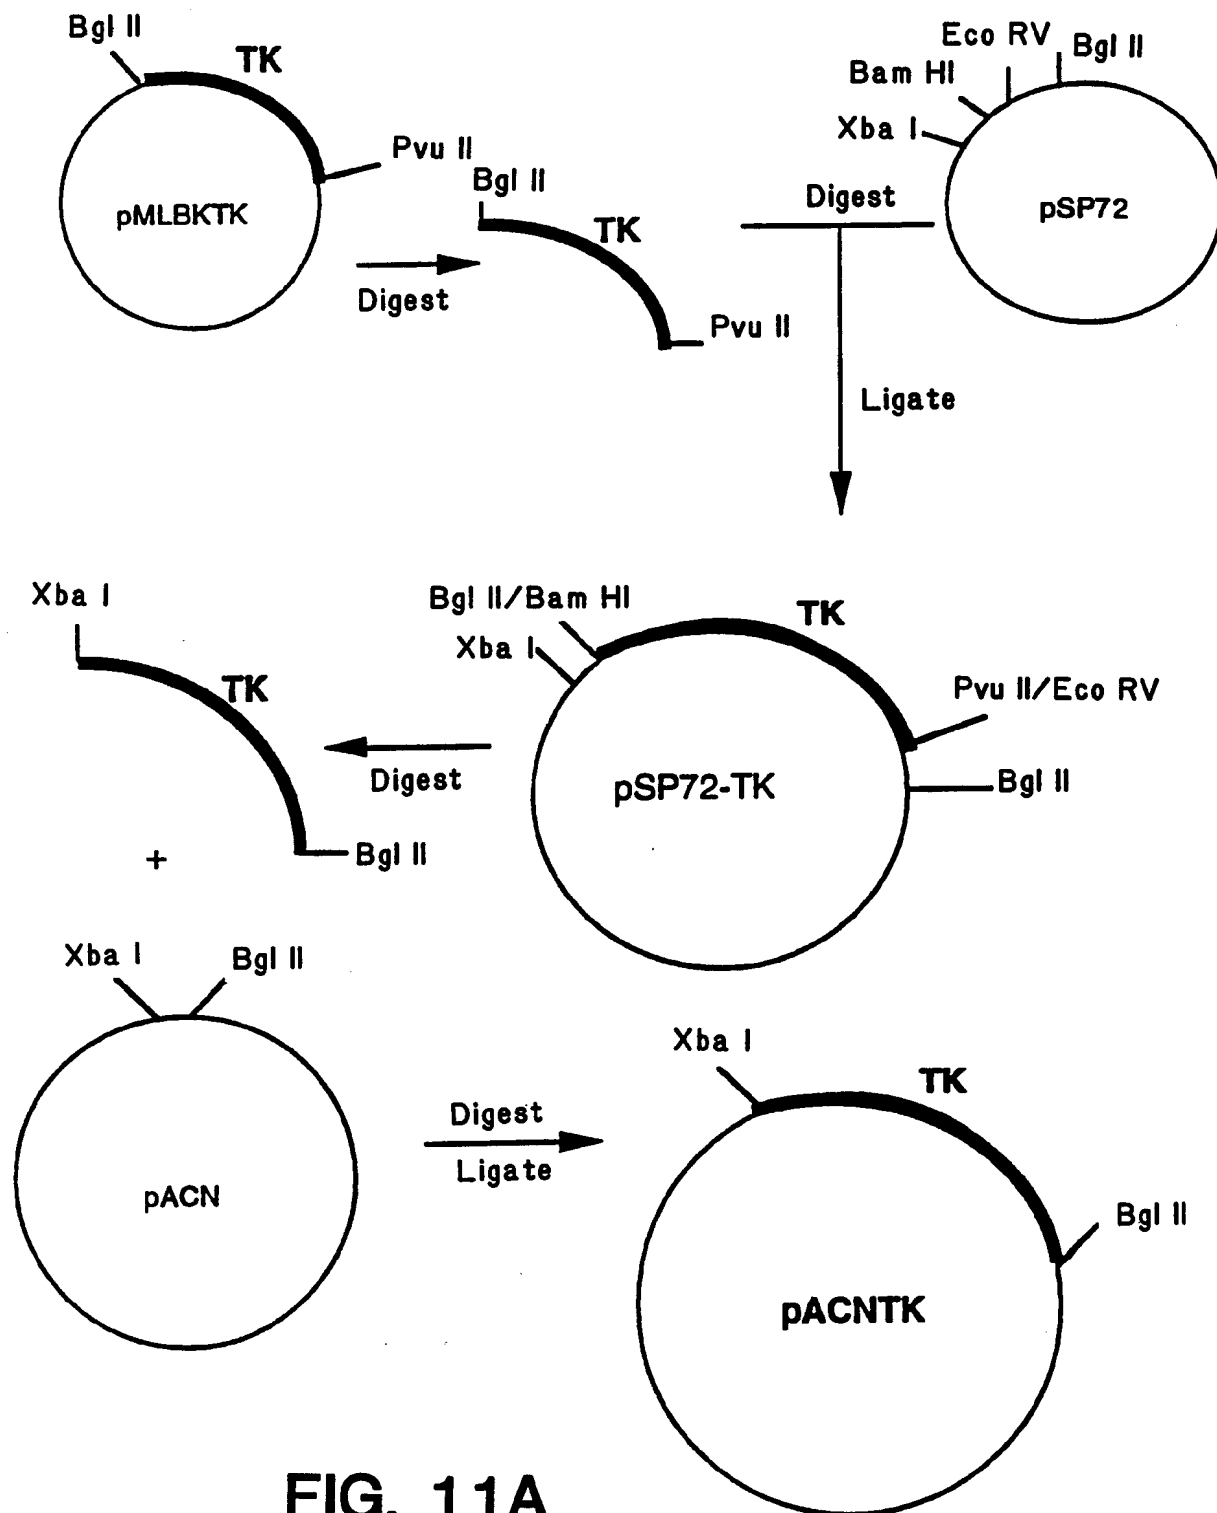 Bgl II
TK
Pvu II
pMLBKTK
Digest
Bgl II
TK
Pvu II
Digest
Eco RV
Bgl II
Bam HI
Xba I
pSP72
Ligate
Bgl II/Bam HI
Xba I
TK
Pvu II/Eco RV
Bgl II
pSP72-TK
Digest
Xba I
TK
Bgl II
+
Xba I
Bgl II
pACN
Digest
Ligate
Xba I
TK
Bgl II
pACNTK
FIG. 11A